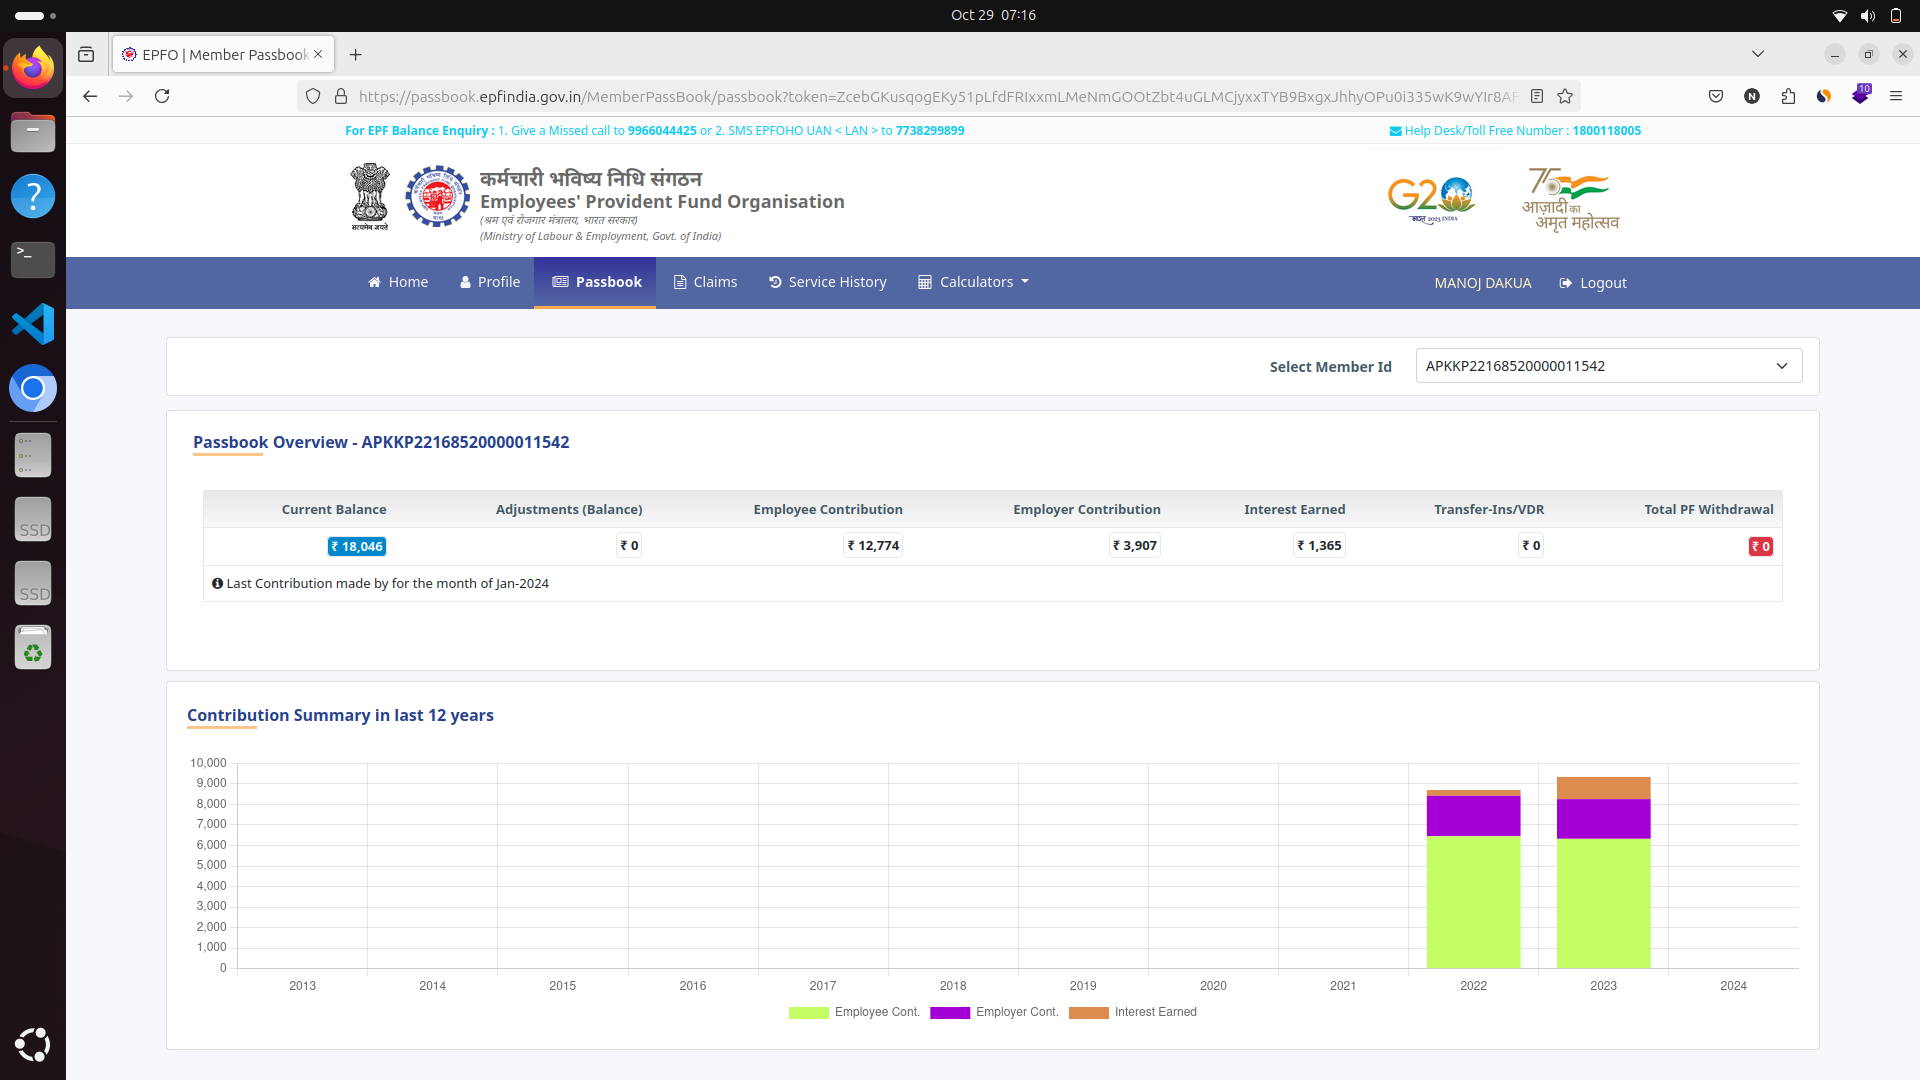 Oct 29 07:16
EPFO | Member Passbook
https://passbook.epfindia.gov.in/MemberPassBook/passbook?token=ZcebGKusqogEKy51pLfdFRIxxmLMeNmGOOtZbt4uGLMCjyxxTYB9BxgxJhhyOPu0i335wK9wYIr8AF
10
For EPF Balance Enquiry : 1. Give a Missed call to 9966044425 or 2. SMS EPFOHO UAN < LAN > to 7738299899
Help Desk/Toll Free Number : 1800118005
सत्यमेव जयते
कर्मचारी भविष्य निधि संगठन
Employees' Provident Fund Organisation
(श्रम एवं रोजगार मंत्रालय, भारत सरकार)
(Ministry of Labour & Employment, Govt. of India)
G20
भारत 2023 INDIA
75
आज़ादी का
अमृत महोत्सव
Home
Profile
Passbook
Claims
Service History
Calculators
MANOJ DAKUA
Logout
Select Member Id
APKKP22168520000011542
Passbook Overview - APKKP22168520000011542
Current Balance Adjustments (Balance) Employee Contribution Employer Contribution Interest Earned Transfer-Ins/VDR Total PF Withdrawal
₹ 18,046 ₹ 0 ₹ 12,774 ₹ 3,907 ₹ 1,365 ₹ 0 ₹ 0
Last Contribution made by for the month of Jan-2024
Contribution Summary in last 12 years
10,000
9,000
8,000
7,000
6,000
5,000
4,000
3,000
2,000
1,000
0
2013 2014 2015 2016 2017 2018 2019 2020 2021 2022 2023 2024
Employee Cont. Employer Cont. Interest Earned
>_
SSD
SSD